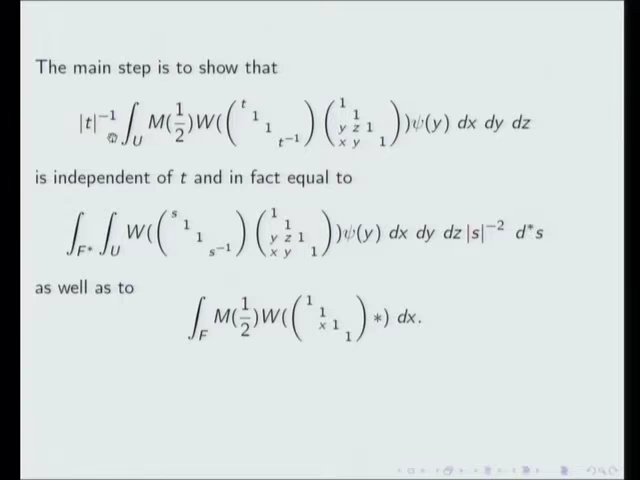 The main step is to show that
|t|⁻¹ ∫_U M(1/2)W((t 1 1 t⁻¹)(1 1 y z 1 x y 1))ψ(y) dx dy dz
is independent of t and in fact equal to
∫_{F*} ∫_U W((s 1 1 s⁻¹)(1 1 y z 1 x y 1))ψ(y) dx dy dz|s|⁻² d*s
as well as to
∫_F M(1/2)W((1 1 x 1 1)*) dx.